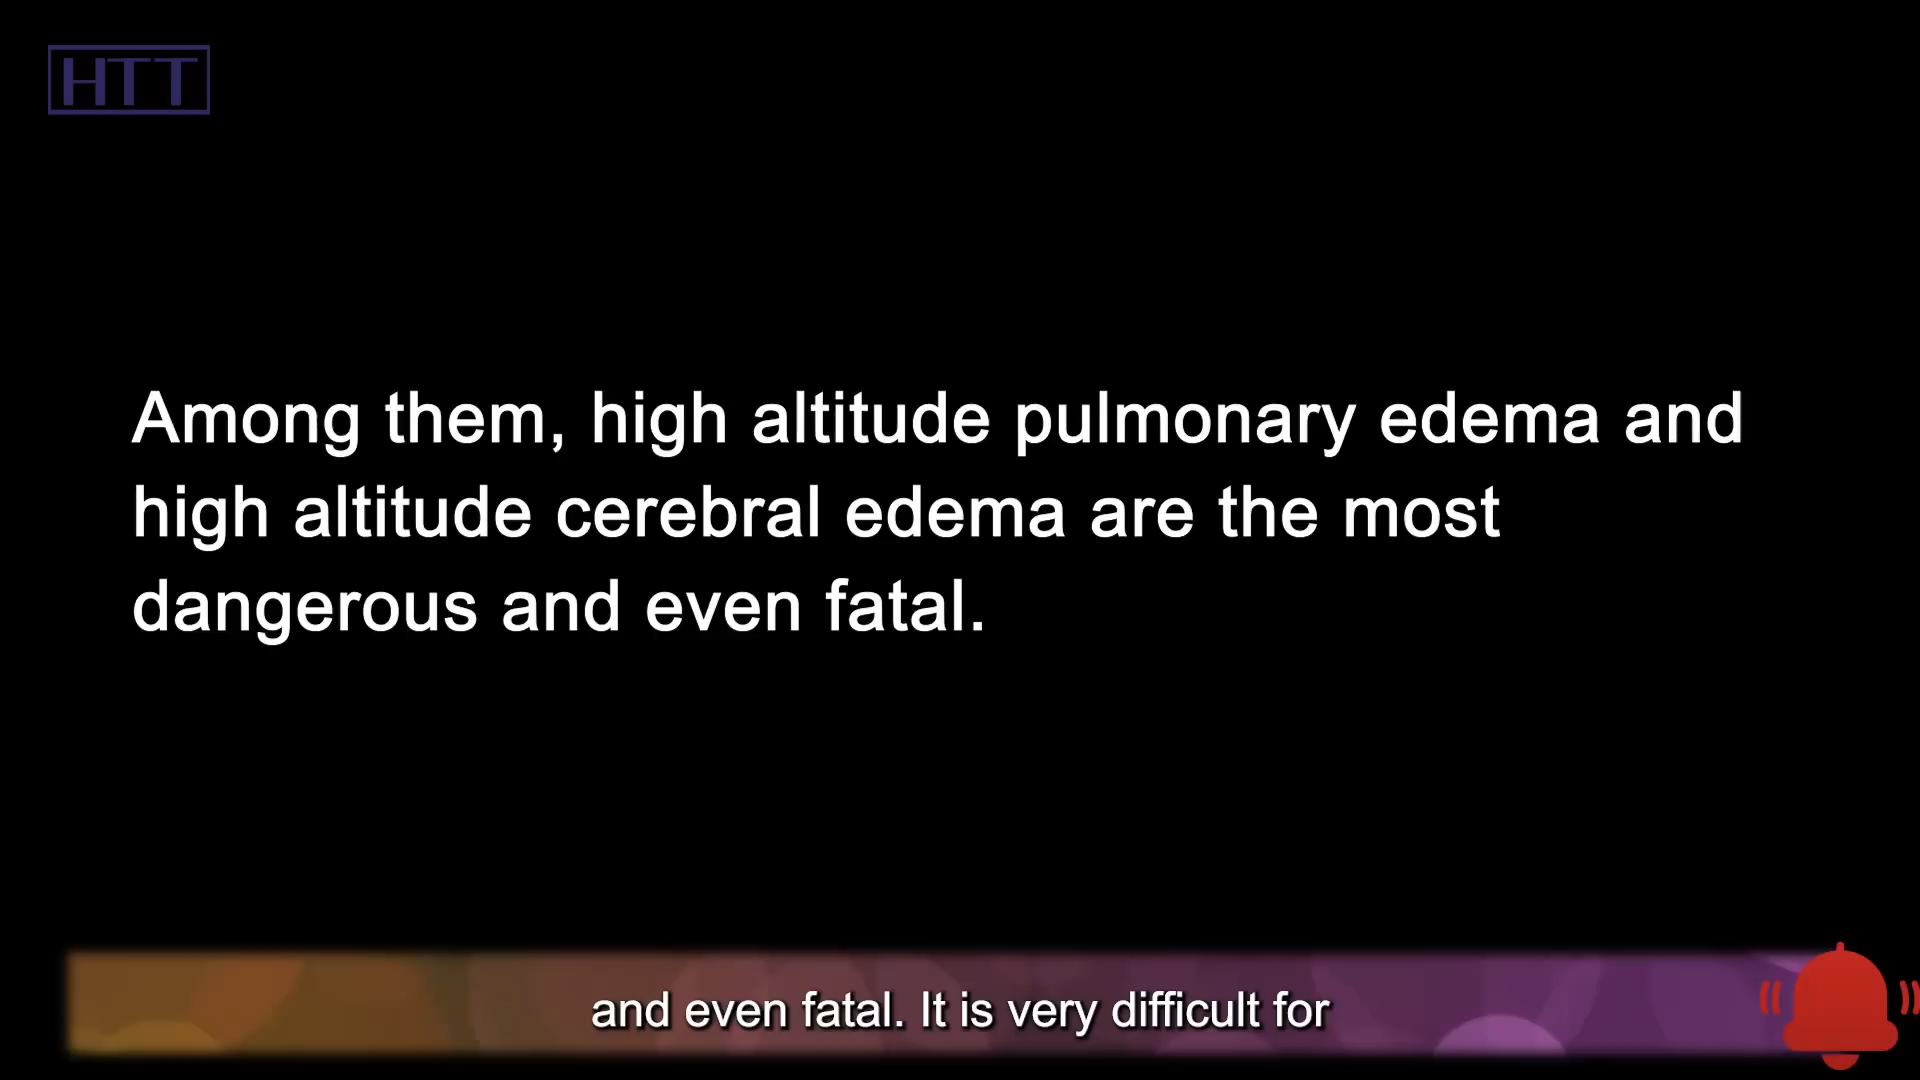 HTT
Among them, high altitude pulmonary edema and
high altitude cerebral edema are the most
dangerous and even fatal.
and even fatal. It is very difficult for